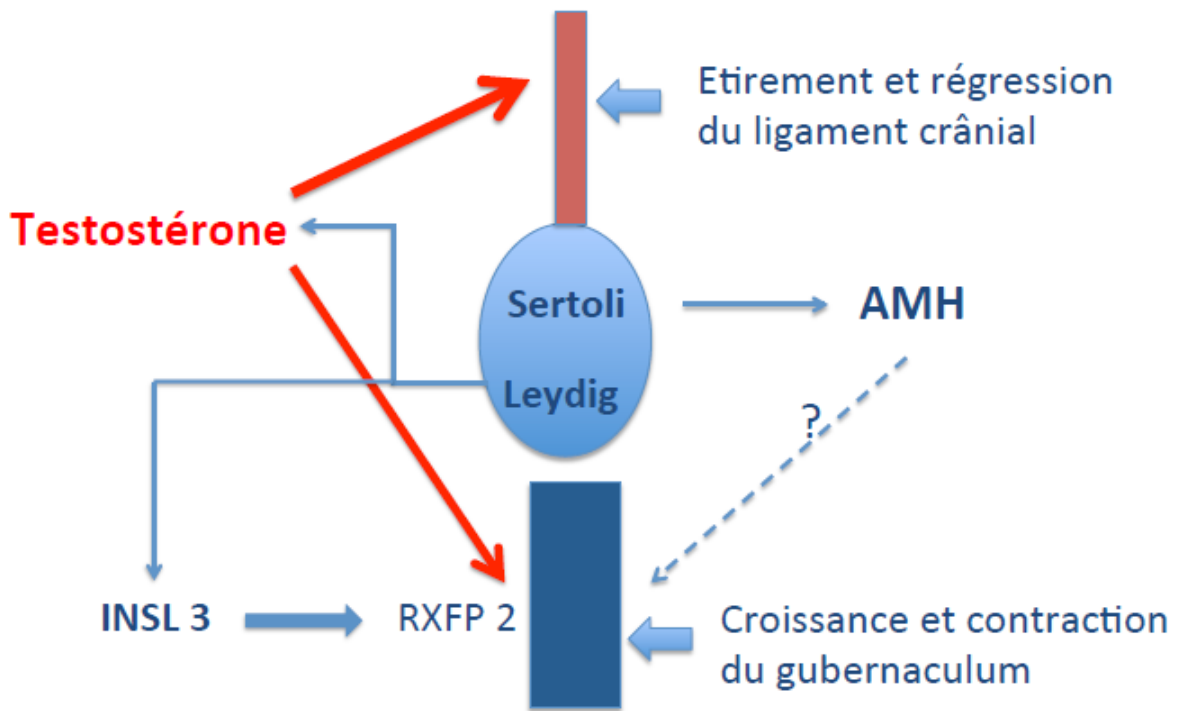 Etirement et régression
du ligament crânial
Testostérone
Sertoli
AMH
Leydig
?
INSL 3
RXFP 2
Croissance et contraction
du gubernaculum